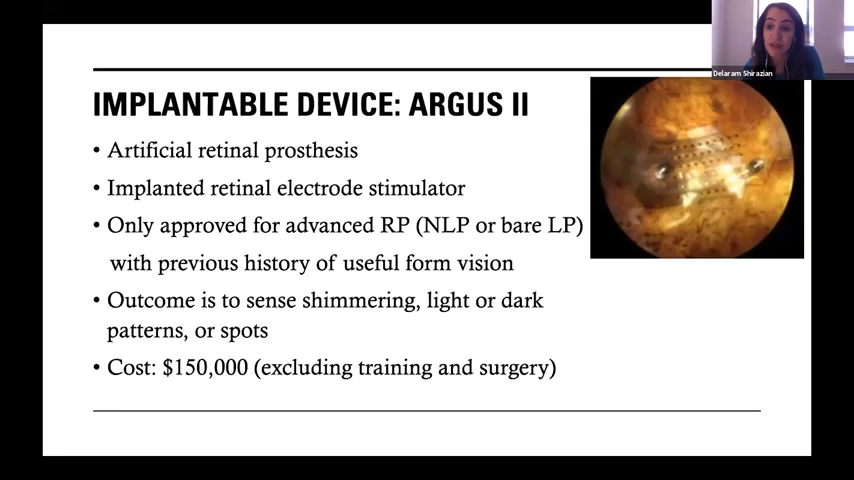 Delaram Shirazian
IMPLANTABLE DEVICE: ARGUS II
• Artificial retinal prosthesis
• Implanted retinal electrode stimulator
• Only approved for advanced RP (NLP or bare LP)
with previous history of useful form vision
• Outcome is to sense shimmering, light or dark
patterns, or spots
• Cost: $150,000 (excluding training and surgery)